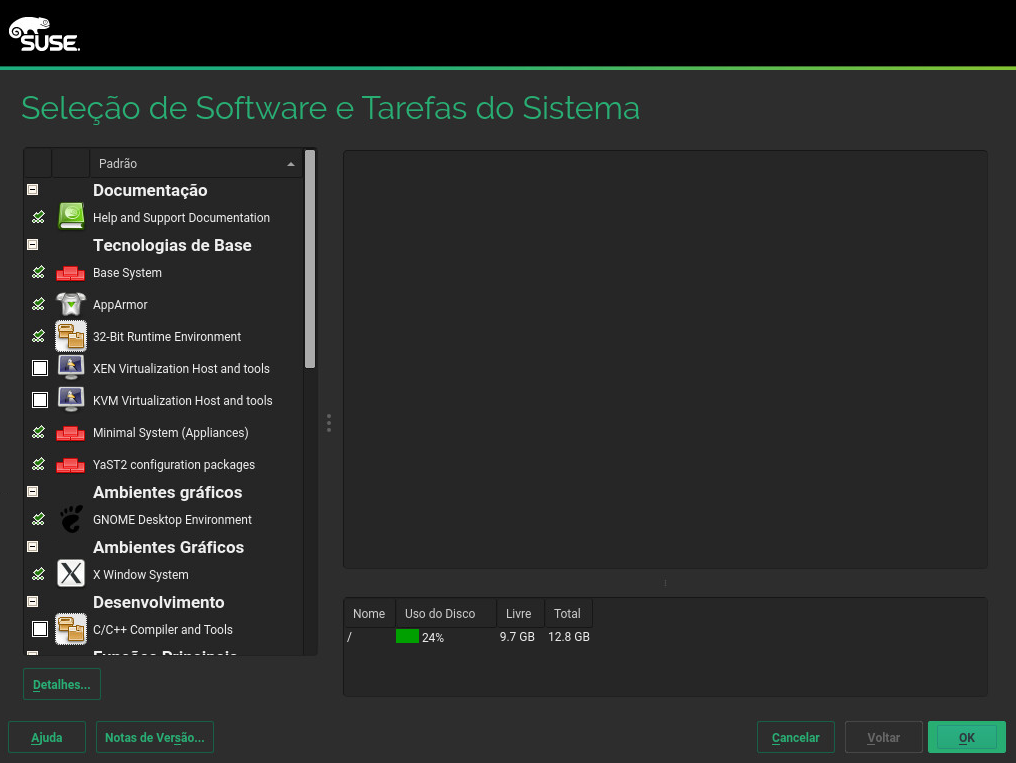 SUSE
Seleção de Software e Tarefas do Sistema
Padrão
Documentação
Help and Support Documentation
Tecnologias de Base
Base System
AppArmor
32-Bit Runtime Environment
XEN Virtualization Host and tools
KVM Virtualization Host and tools
Minimal System (Appliances)
YaST2 configuration packages
Ambientes gráficos
GNOME Desktop Environment
Ambientes Gráficos
X Window System
Desenvolvimento
C/C++ Compiler and Tools
Funções Principais
Nome Uso do Disco Livre Total
/ 24% 9.7 GB 12.8 GB
Detalhes...
Ajuda Notas de Versão... Cancelar Voltar OK